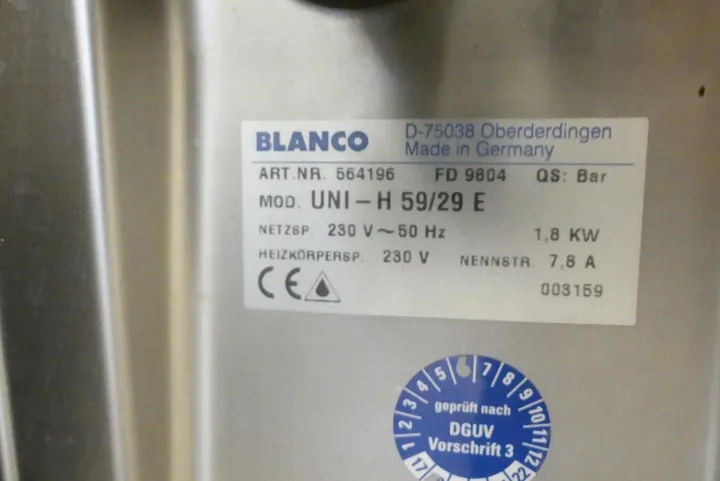 BLANCO
D-75038 Oberderdingen
Made in Germany
ART.NR. 564196 FD 9804 QS: Bar
MOD. UNI-H 59/29 E
NETZSP. 230 V~50 Hz 1,8 KW
HEIZKÖRPERSP. 230 V NENNSTR. 7,8 A
CE
003159
1 2 3 4 5 6 7 8 9 10 11 12
geprüft nach
DGUV
Vorschrift 3
17 22